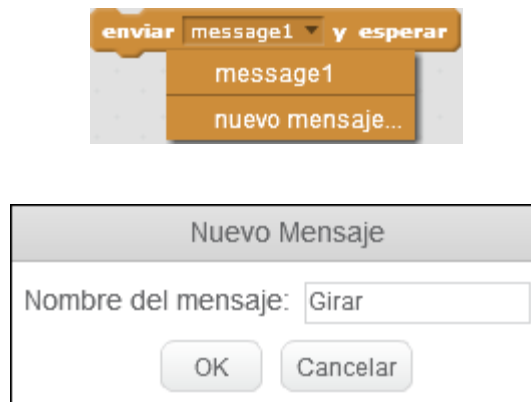 enviar message1 y esperar
message1
nuevo mensaje...
Nuevo Mensaje
Nombre del mensaje: Girar
OK Cancelar